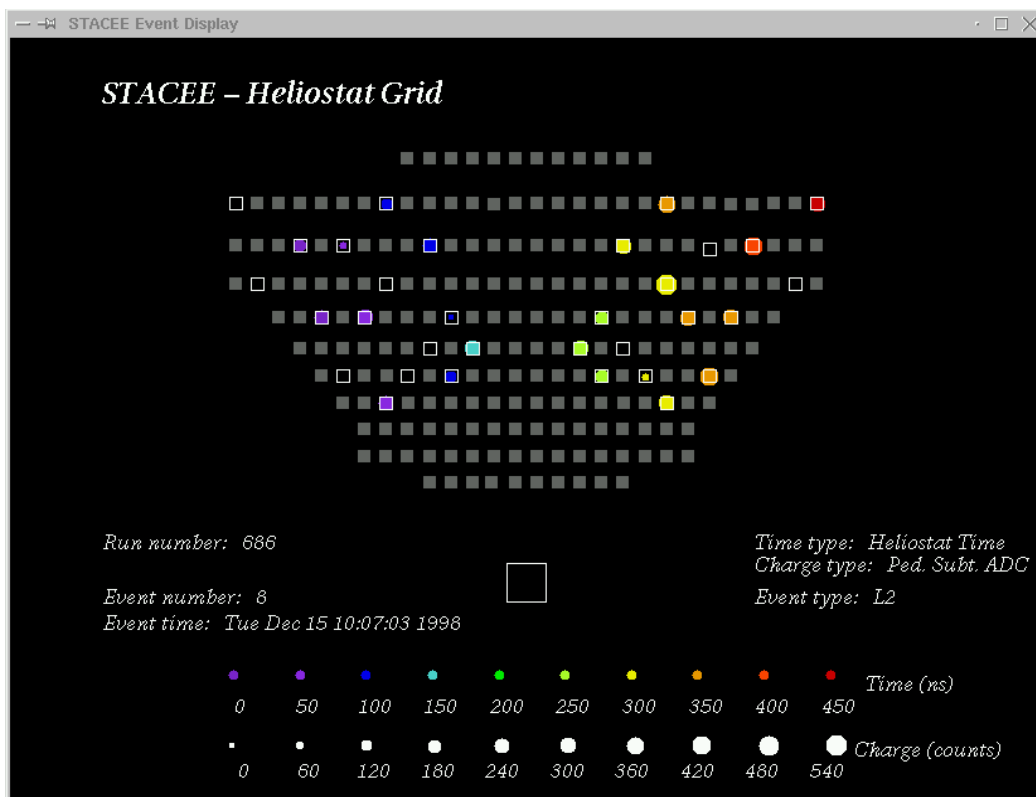 STACEE Event Display
STACEE – Heliostat Grid
Run number: 686
Time type: Heliostat Time
Charge type: Ped. Subt. ADC
Event number: 8
Event type: L2
Event time: Tue Dec 15 10:07:03 1998
Time (ns)
0 50 100 150 200 250 300 350 400 450
Charge (counts)
0 60 120 180 240 300 360 420 480 540